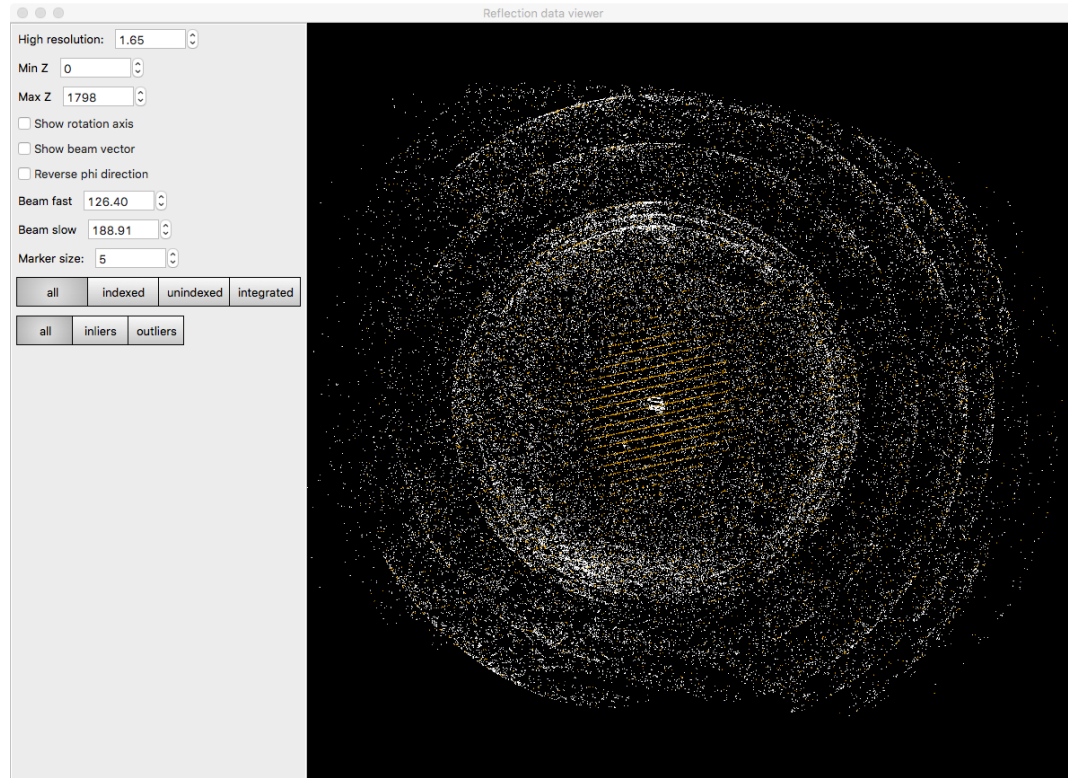 Reflection data viewer
High resolution: 1.65
Min Z 0
Max Z 1798
Show rotation axis
Show beam vector
Reverse phi direction
Beam fast 126.40
Beam slow 188.91
Marker size: 5
all indexed unindexed integrated
all inliers outliers